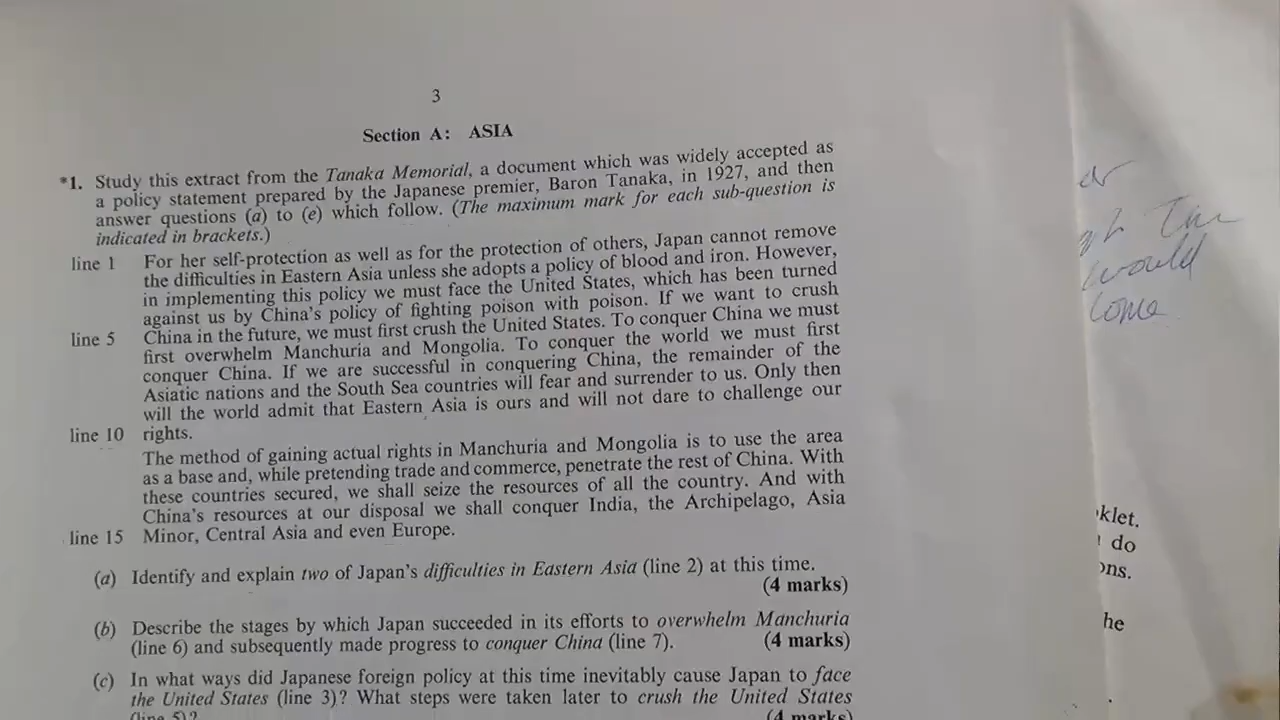 3
Section A: ASIA
*1. Study this extract from the Tanaka Memorial, a document which was widely accepted as
a policy statement prepared by the Japanese premier, Baron Tanaka, in 1927, and then
answer questions (a) to (e) which follow. (The maximum mark for each sub-question is
indicated in brackets.)
line 1 For her self-protection as well as for the protection of others, Japan cannot remove
the difficulties in Eastern Asia unless she adopts a policy of blood and iron. However,
in implementing this policy we must face the United States, which has been turned
against us by China's policy of fighting poison with poison. If we want to crush
line 5 China in the future, we must first crush the United States. To conquer China we must
first overwhelm Manchuria and Mongolia. To conquer the world we must first
conquer China. If we are successful in conquering China, the remainder of the
Asiatic nations and the South Sea countries will fear and surrender to us. Only then
will the world admit that Eastern Asia is ours and will not dare to challenge our
line 10 rights.
The method of gaining actual rights in Manchuria and Mongolia is to use the area
as a base and, while pretending trade and commerce, penetrate the rest of China. With
these countries secured, we shall seize the resources of all the country. And with
China's resources at our disposal we shall conquer India, the Archipelago, Asia
line 15 Minor, Central Asia and even Europe.
(a) Identify and explain two of Japan's difficulties in Eastern Asia (line 2) at this time.
(4 marks)
(b) Describe the stages by which Japan succeeded in its efforts to overwhelm Manchuria
(line 6) and subsequently made progress to conquer China (line 7). (4 marks)
(c) In what ways did Japanese foreign policy at this time inevitably cause Japan to face
the United States (line 3)? What steps were taken later to crush the United States
(line 5)? (4 marks)
would
come
klet.
do
ons.
he